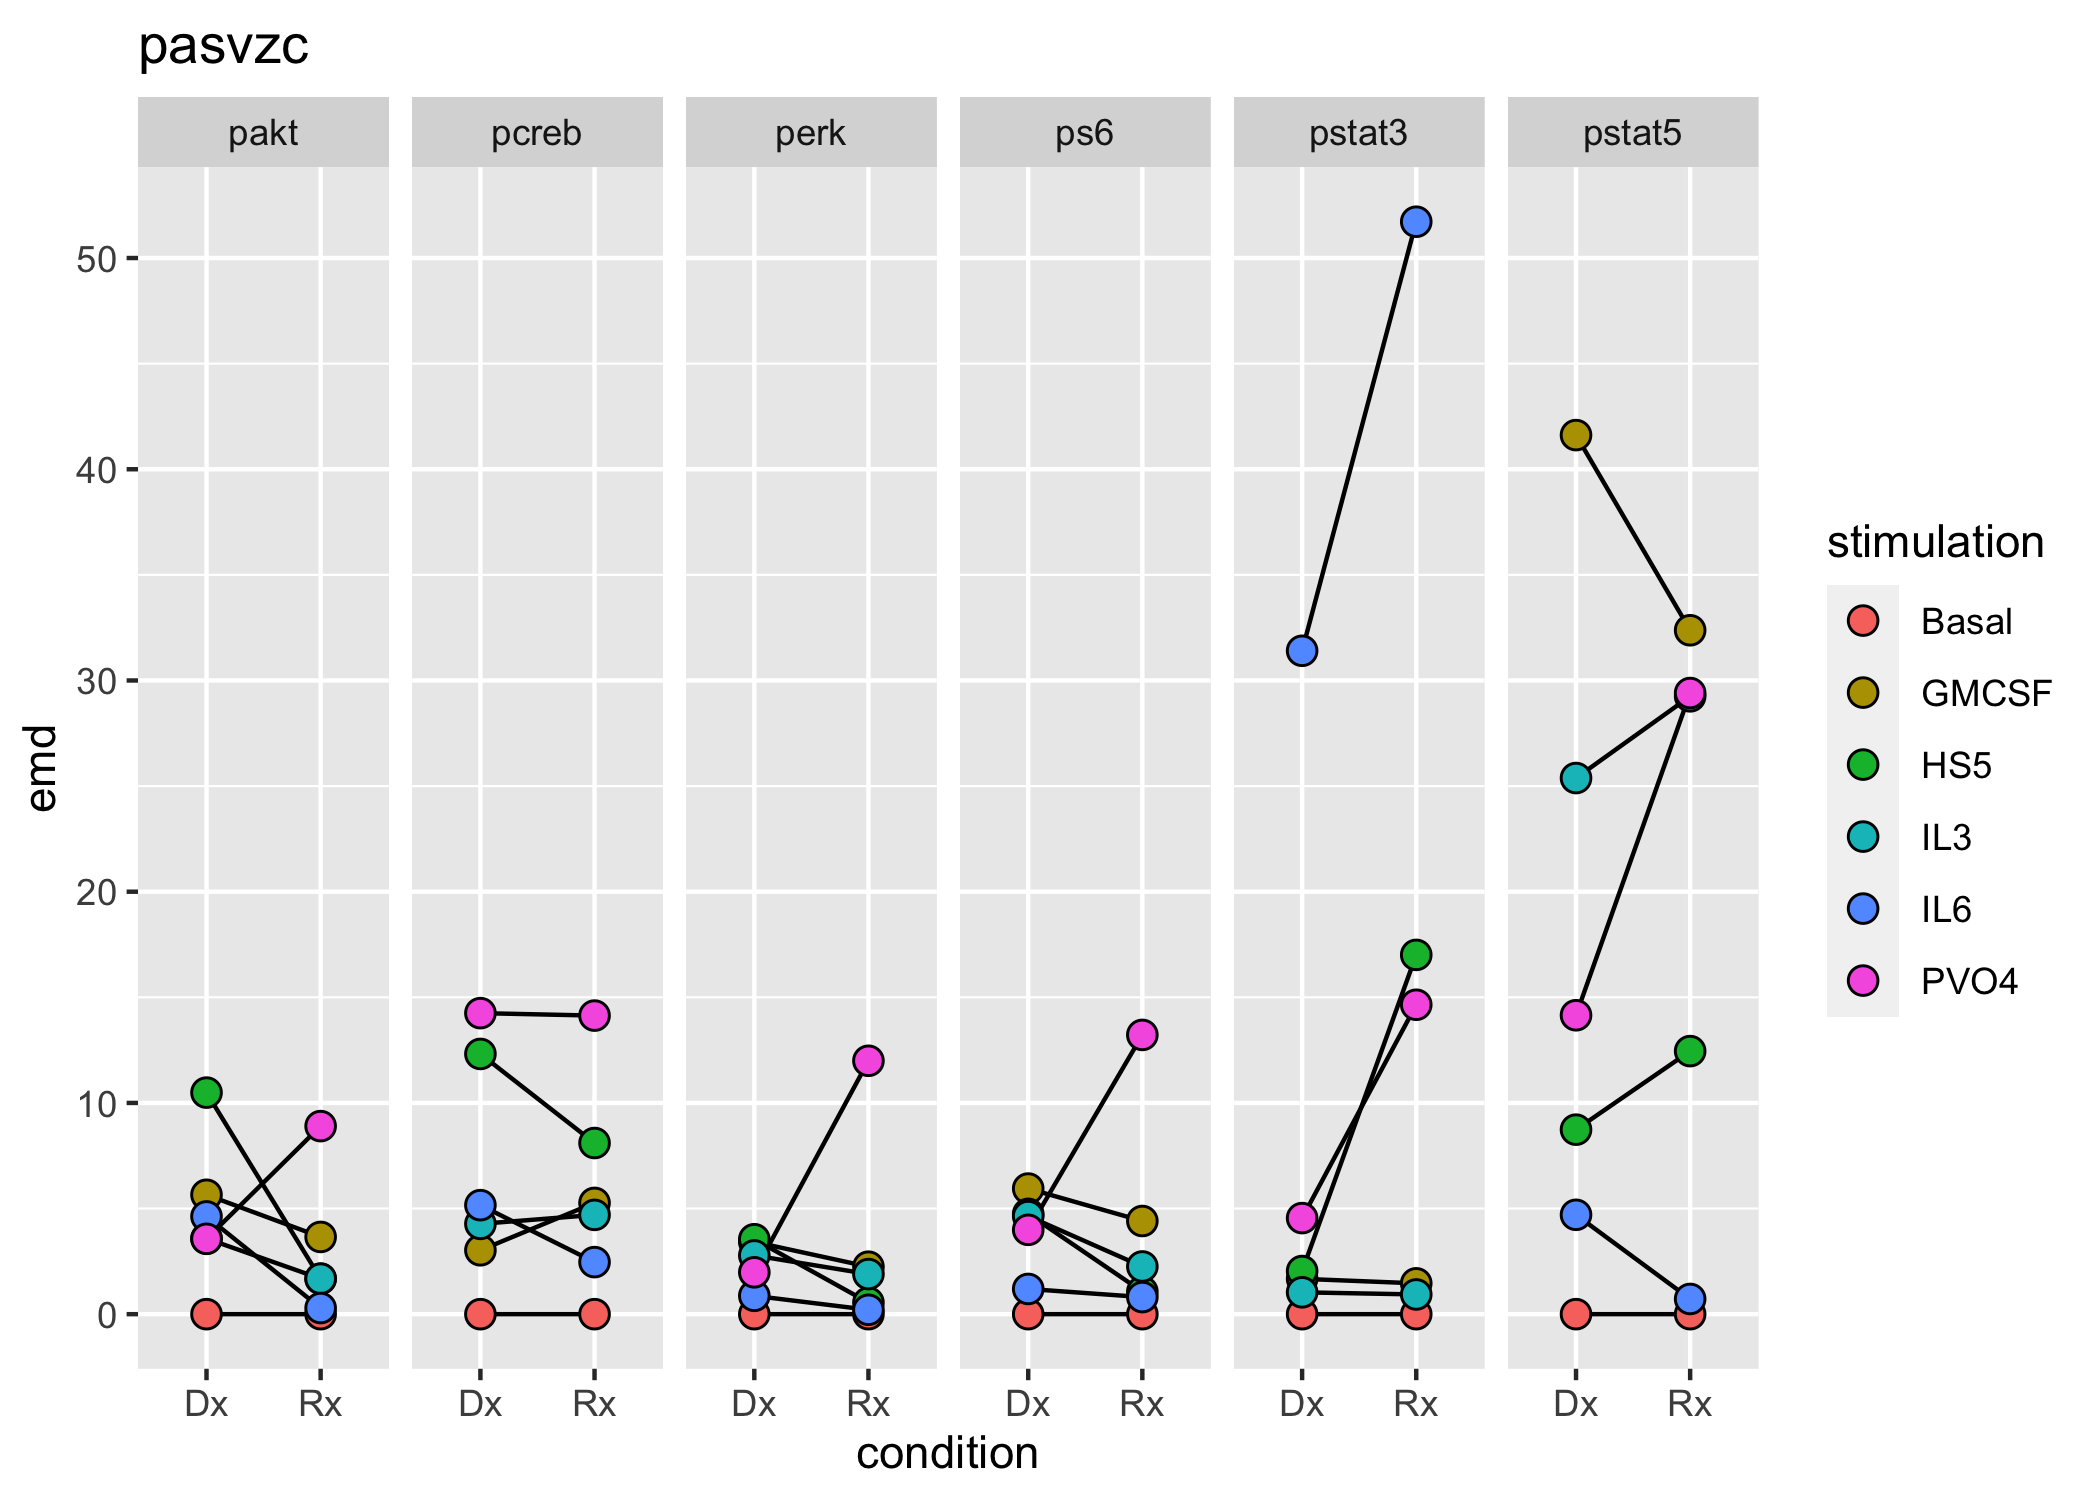 pasvzc
pakt pcreb perk ps6 pstat3 pstat5
50
40
30
20
10
0
emd
Dx Rx Dx Rx Dx Rx Dx Rx Dx Rx Dx Rx
condition
stimulation
Basal
GMCSF
HS5
IL3
IL6
PVO4